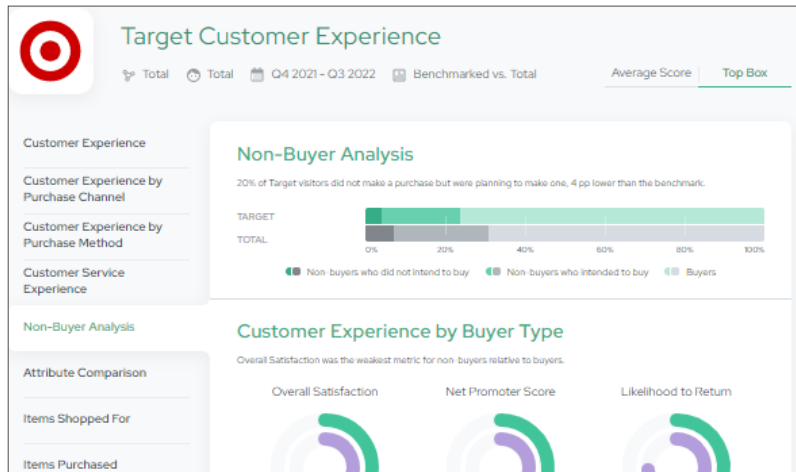 Target Customer Experience
Total Total Q4 2021 - Q3 2022 Benchmarked vs. Total Average Score Top Box
Customer Experience
Customer Experience by
Purchase Channel
Customer Experience by
Purchase Method
Customer Service
Experience
Non-Buyer Analysis
Attribute Comparison
Items Shopped For
Items Purchased
Non-Buyer Analysis
20% of Target visitors did not make a purchase but were planning to make one, 4 pp lower than the benchmark.
TARGET
TOTAL
0% 20% 40% 60% 80% 100%
Non-buyers who did not intend to buy Non-buyers who intended to buy Buyers
Customer Experience by Buyer Type
Overall Satisfaction was the weakest metric for non-buyers relative to buyers.
Overall Satisfaction Net Promoter Score Likelihood to Return